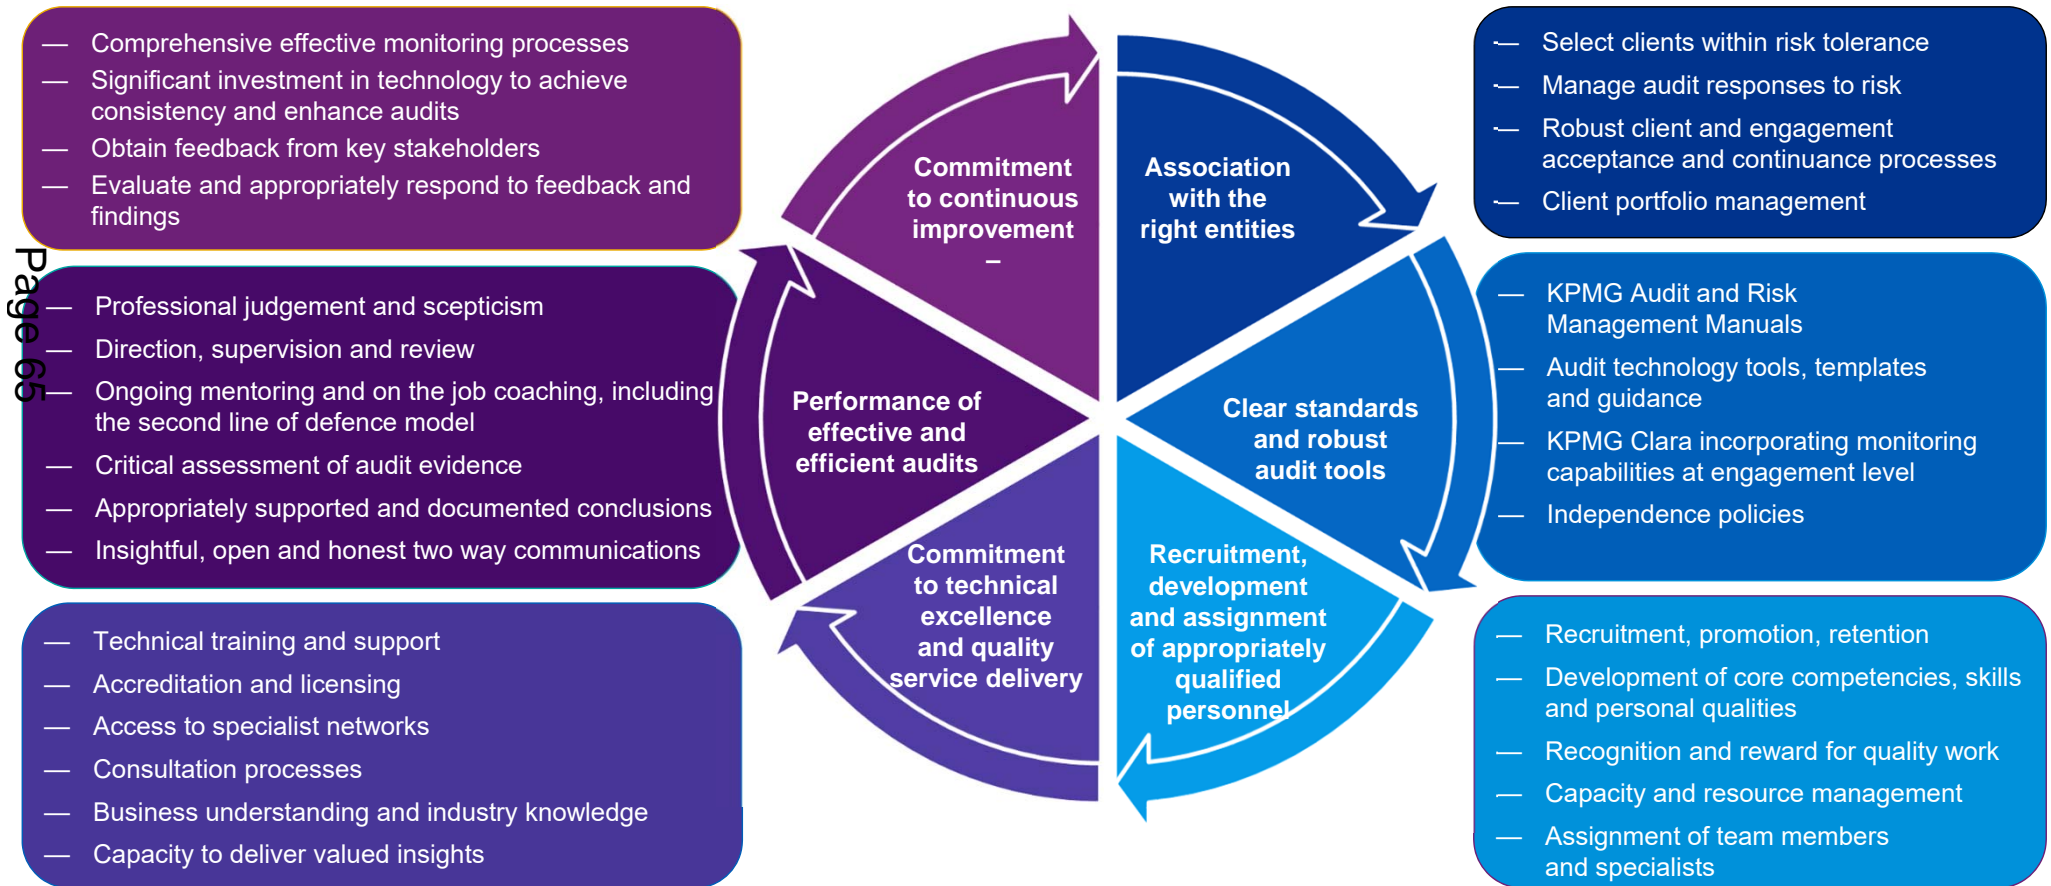 — Comprehensive effective monitoring processes
— Significant investment in technology to achieve
consistency and enhance audits
— Obtain feedback from key stakeholders
— Evaluate and appropriately respond to feedback and
findings
Page 65
— Professional judgement and scepticism
— Direction, supervision and review
— Ongoing mentoring and on the job coaching, including
the second line of defence model
— Critical assessment of audit evidence
— Appropriately supported and documented conclusions
— Insightful, open and honest two way communications
— Technical training and support
— Accreditation and licensing
— Access to specialist networks
— Consultation processes
— Business understanding and industry knowledge
— Capacity to deliver valued insights
Commitment
to continuous
improvement
–
Association
with the
right entities
Performance of
effective and
efficient audits
Clear standards
and robust
audit tools
Commitment
to technical
excellence
and quality
service delivery
Recruitment,
development
and assignment
of appropriately
qualified
personnel
— Select clients within risk tolerance
— Manage audit responses to risk
— Robust client and engagement
acceptance and continuance processes
— Client portfolio management
— KPMG Audit and Risk
Management Manuals
— Audit technology tools, templates
and guidance
— KPMG Clara incorporating monitoring
capabilities at engagement level
— Independence policies
— Recruitment, promotion, retention
— Development of core competencies, skills
and personal qualities
— Recognition and reward for quality work
— Capacity and resource management
— Assignment of team members
and specialists